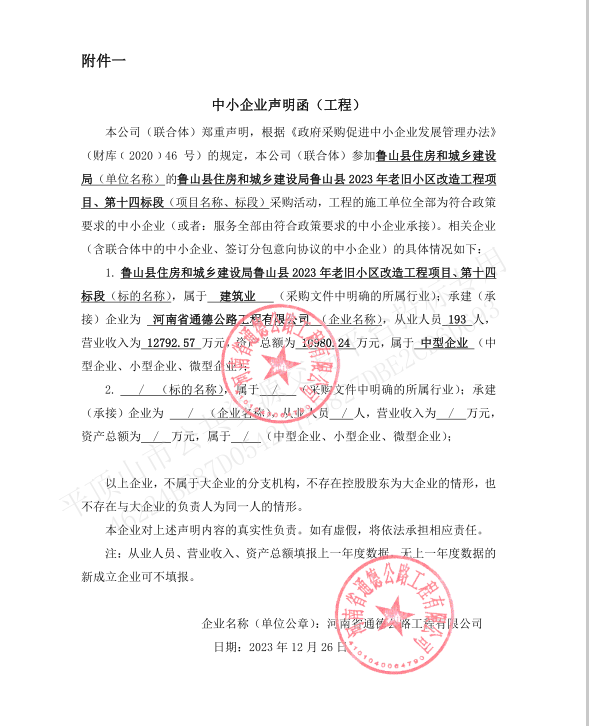 附件一
中小企业声明函（工程）
本公司（联合体）郑重声明，根据《政府采购促进中小企业发展管理办法》
（财库﹝2020﹞46 号）的规定，本公司（联合体）参加鲁山县住房和城乡建设
局（单位名称）的鲁山县住房和城乡建设局鲁山县 2023 年老旧小区改造工程项
目、第十四标段（项目名称、标段）采购活动，工程的施工单位全部为符合政策
要求的中小企业（或者：服务全部由符合政策要求的中小企业承接）。相关企业
（含联合体中的中小企业、签订分包意向协议的中小企业）的具体情况如下：
1. 鲁山县住房和城乡建设局鲁山县 2023 年老旧小区改造工程项目、第十四
标段（标的名称），属于 建筑业 （采购文件中明确的所属行业）；承建（承
接）企业为 河南省通德公路工程有限公司 （企业名称），从业人员 193 人，
营业收入为 12792.57 万元，资产总额为 10980.24 万元，属于 中型企业 （中
型企业、小型企业、微型企业）；
2. / （标的名称），属于 / （采购文件中明确的所属行业）；承建
（承接）企业为 / （企业名称），从业人员 / 人，营业收入为 / 万元，
资产总额为 / 万元，属于 / （中型企业、小型企业、微型企业）；
以上企业，不属于大企业的分支机构，不存在控股股东为大企业的情形，也
不存在与大企业的负责人为同一人的情形。
本企业对上述声明内容的真实性负责。如有虚假，将依法承担相应责任。
注：从业人员、营业收入、资产总额填报上一年度数据，无上一年度数据的
新成立企业可不填报。
企业名称（单位公章）：河南省通德公路工程有限公司
日期：2023 年 12 月 26 日
河南省通德公路工程有限公司
河南省通德公路工程有限公司
4101040064790